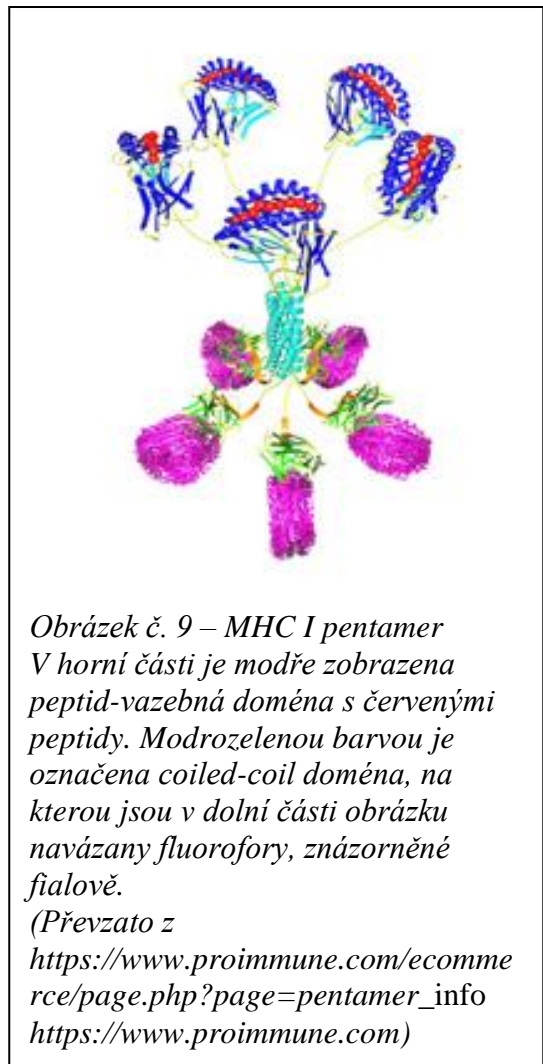 Obrázek č. 9 – MHC I pentamer
V horní části je modře zobrazena
peptid-vazebná doména s červenými
peptidy. Modrozelenou barvou je
označena coiled-coil doména, na
kterou jsou v dolní části obrázku
navázany fluorofory, znázorněné
fialově.
(Převzato z
https://www.proimmune.com/ecomme
rce/page.php?page=pentamer_info
https://www.proimmune.com)